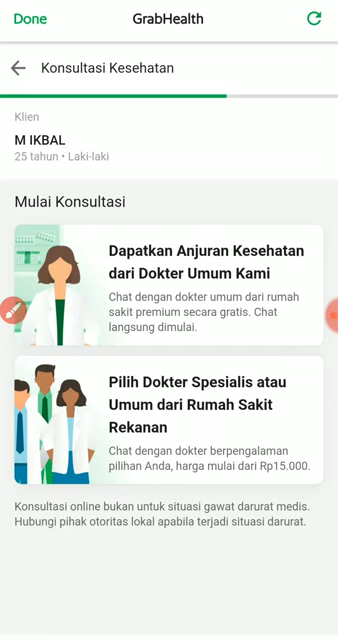 Done
GrabHealth
Konsultasi Kesehatan
Klien
M IKBAL
25 tahun • Laki-laki
Mulai Konsultasi
Dapatkan Anjuran Kesehatan
dari Dokter Umum Kami
Chat dengan dokter umum dari rumah
sakit premium secara gratis. Chat
langsung dimulai.
Pilih Dokter Spesialis atau
Umum dari Rumah Sakit
Rekanan
Chat dengan dokter berpengalaman
pilihan Anda, harga mulai dari Rp15.000.
Konsultasi online bukan untuk situasi gawat darurat medis.
Hubungi pihak otoritas lokal apabila terjadi situasi darurat.